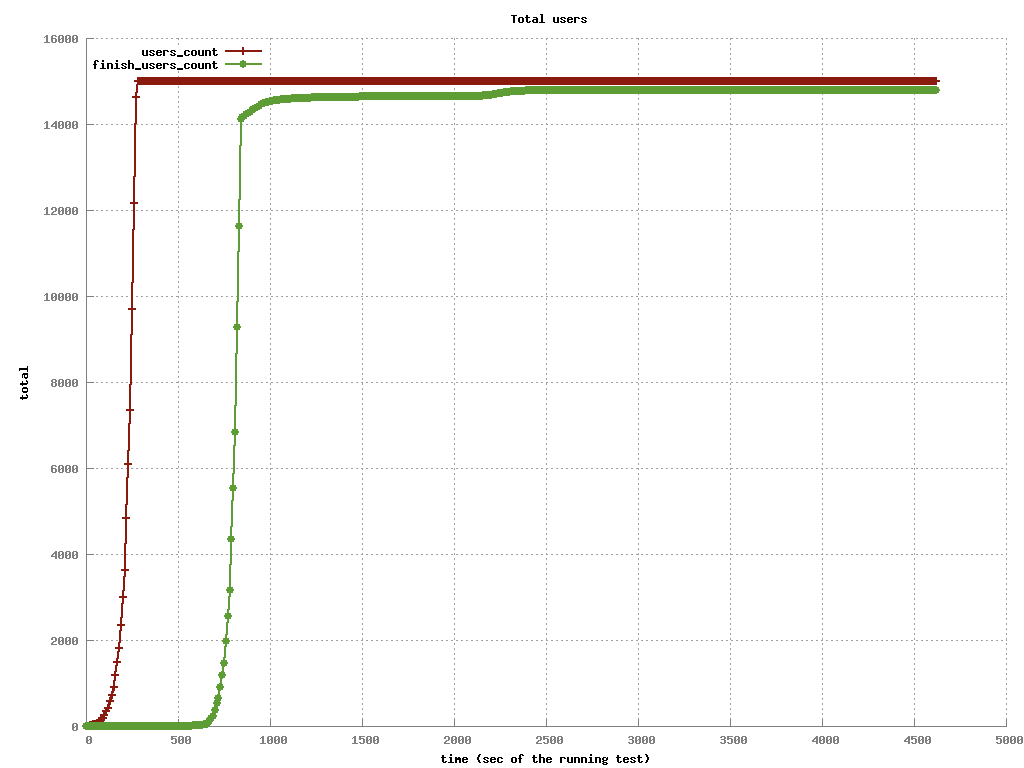 Total users
users_count
finish_users_count
16000
14000
12000
10000
8000
6000
4000
2000
0
total
0 500 1000 1500 2000 2500 3000 3500 4000 4500 5000
time (sec of the running test)